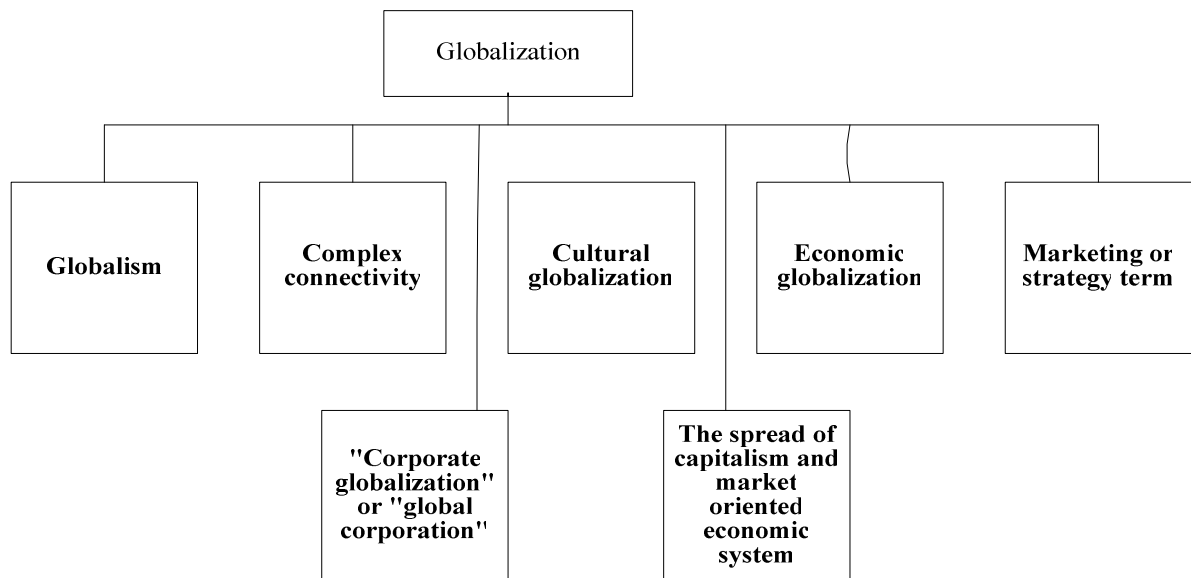 Globalization
Globalism
Complex
connectivity
Cultural
globalization
Economic
globalization
Marketing or
strategy term
"Corporate
globalization"
or "global
corporation"
The spread of
capitalism and
market
oriented
economic
system